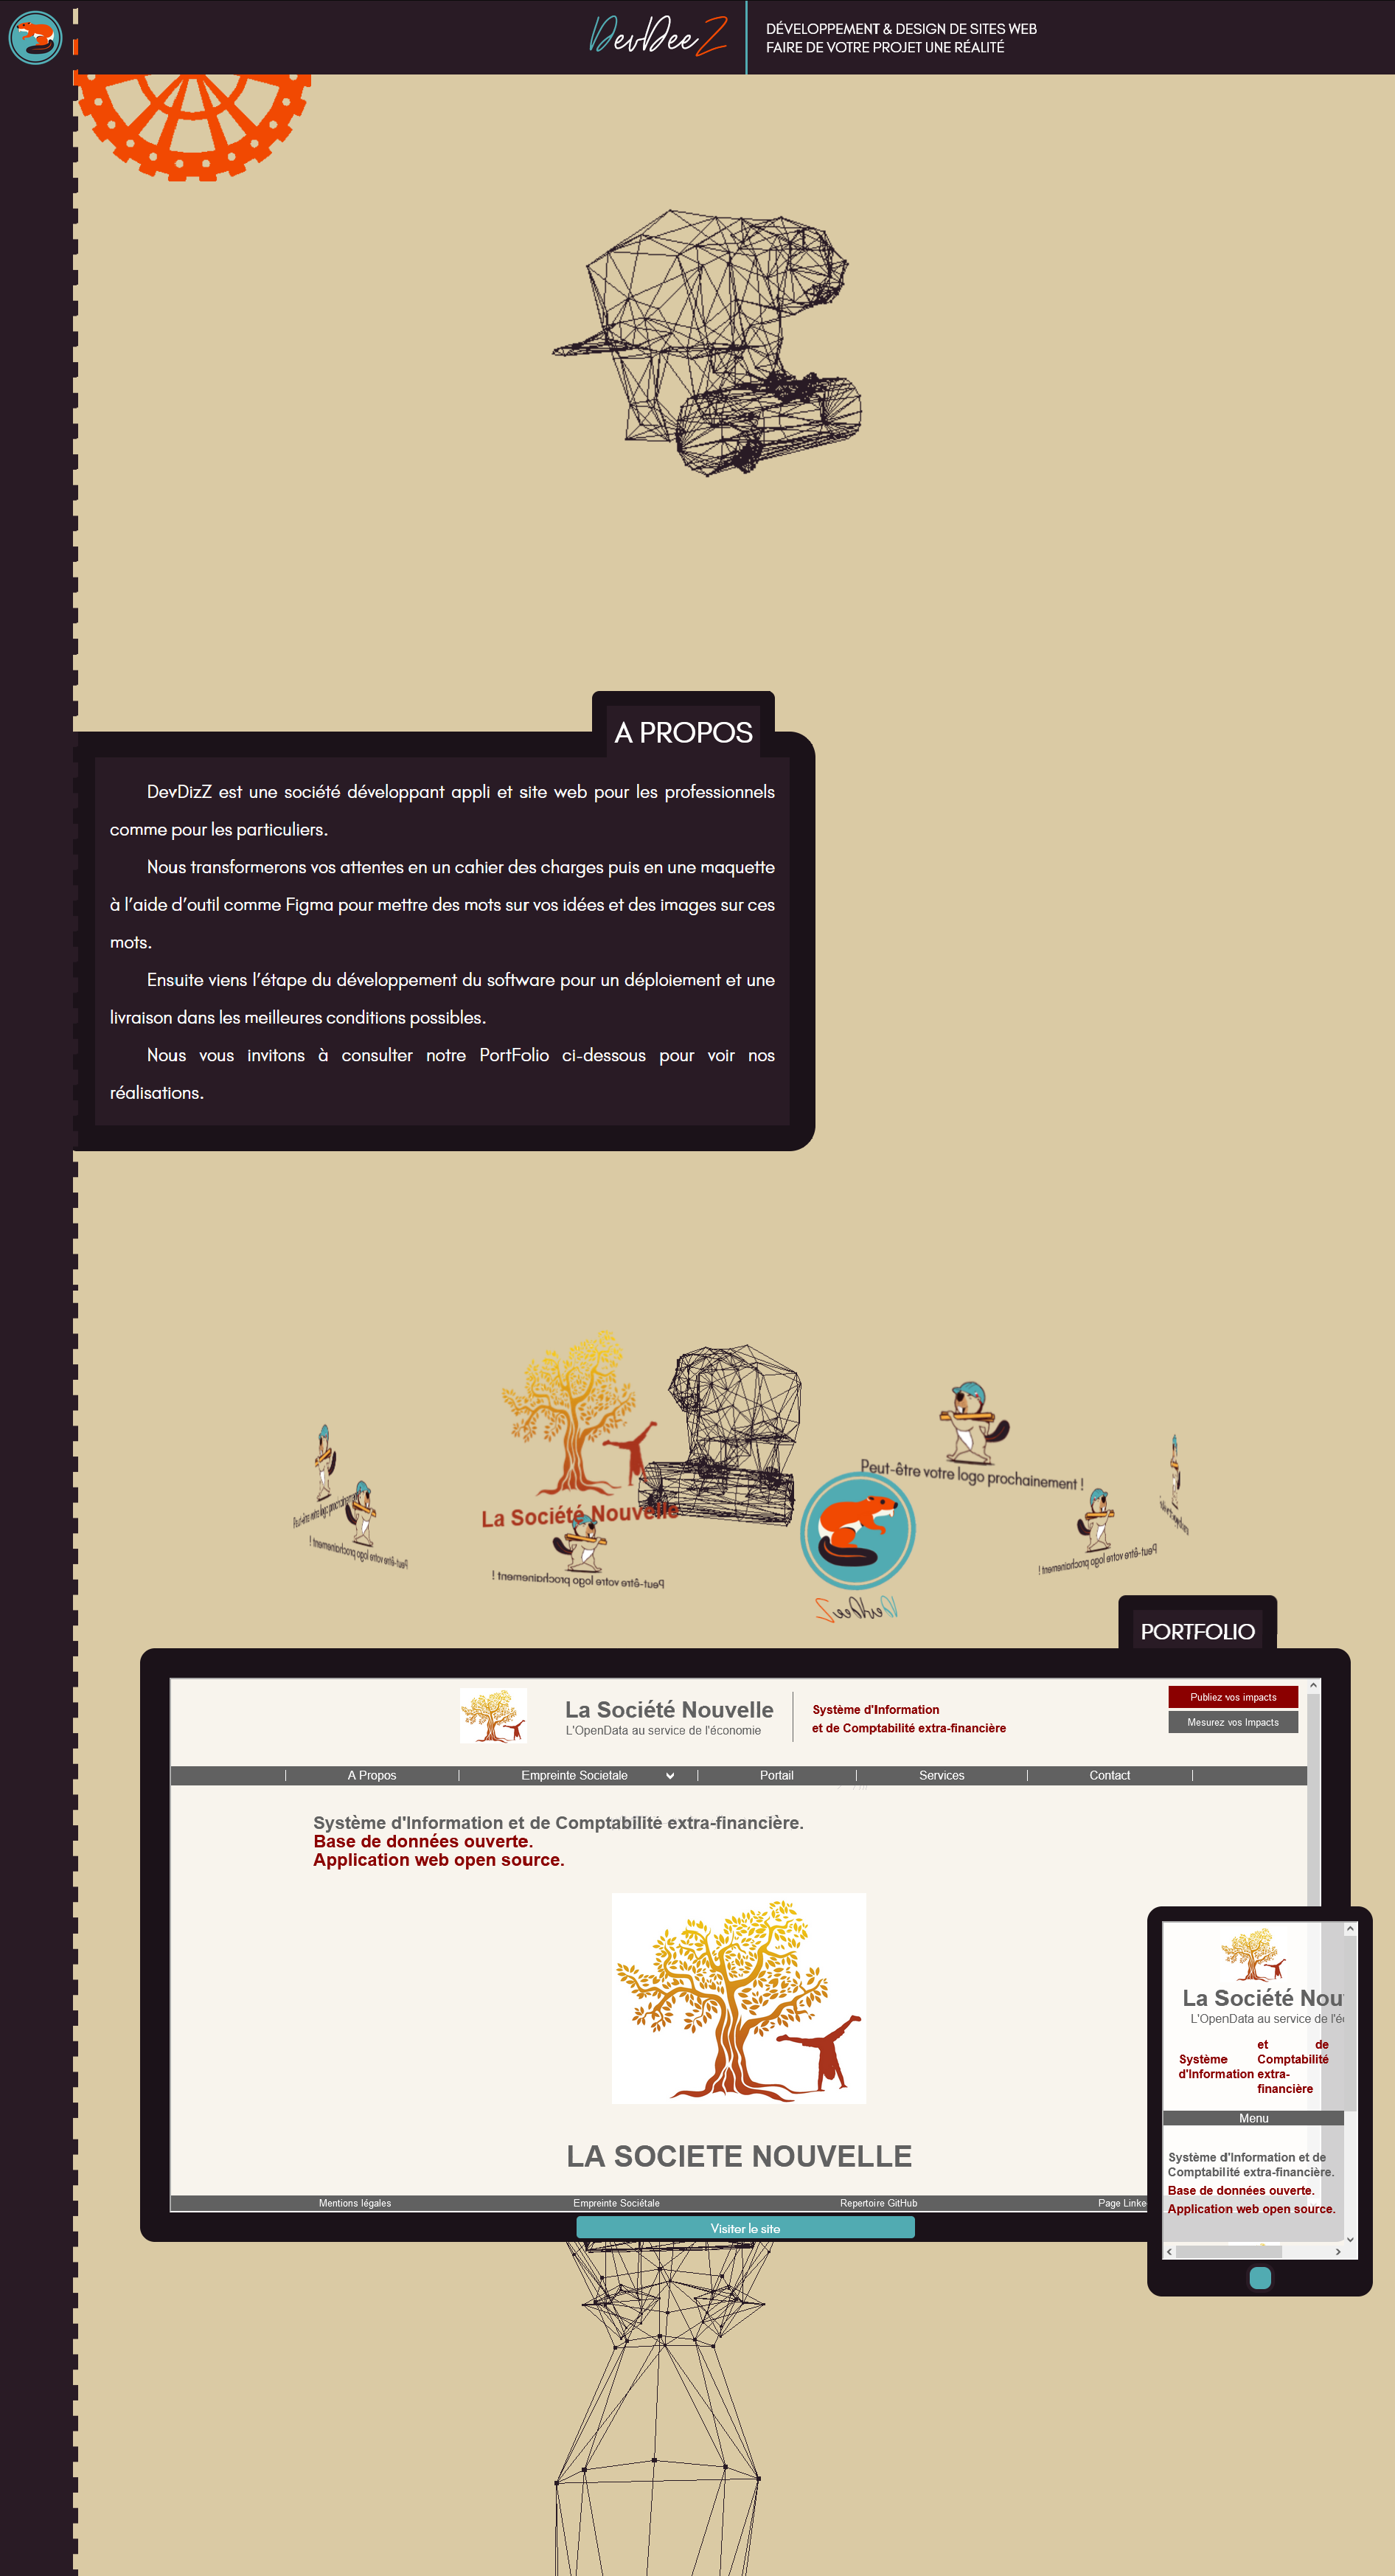 DevDeeZ
DÉVELOPPEMENT & DESIGN DE SITES WEB
FAIRE DE VOTRE PROJET UNE RÉALITÉ
A PROPOS
DevDizZ est une société développant appli et site web pour les professionnels
comme pour les particuliers.
Nous transformerons vos attentes en un cahier des charges puis en une maquette
à l'aide d'outil comme Figma pour mettre des mots sur vos idées et des images sur ces
mots.
Ensuite viens l'étape du développement du software pour un déploiement et une
livraison dans les meilleures conditions possibles.
Nous vous invitons à consulter notre PortFolio ci-dessous pour voir nos
réalisations.
Peut-être votre logo prochainement !
La Société Nouvelle
Peut-être votre logo prochainement !
Peut-être votre logo prochainement !
Peut-être votre logo prochainement !
Peut-être votre logo prochainement !
DevDeeZ
PORTFOLIO
La Société Nouvelle
L'OpenData au service de l'économie
Système d'Information
et de Comptabilité extra-financière
Publiez vos impacts
Mesurez vos Impacts
A Propos
Empreinte Societale
Portail
Services
Contact
Système d'Information et de Comptabilité extra-financière.
Base de données ouverte.
Application web open source.
LA SOCIETE NOUVELLE
Mentions légales
Empreinte Sociétale
Repertoire GitHub
Page Linke
Visiter le site
La Société Nou
L'OpenData au service de l'é
Système
d'Information
et de
Comptabilité
extra-
financière
Menu
Système d'Information et de
Comptabilité extra-financière.
Base de données ouverte.
Application web open source.